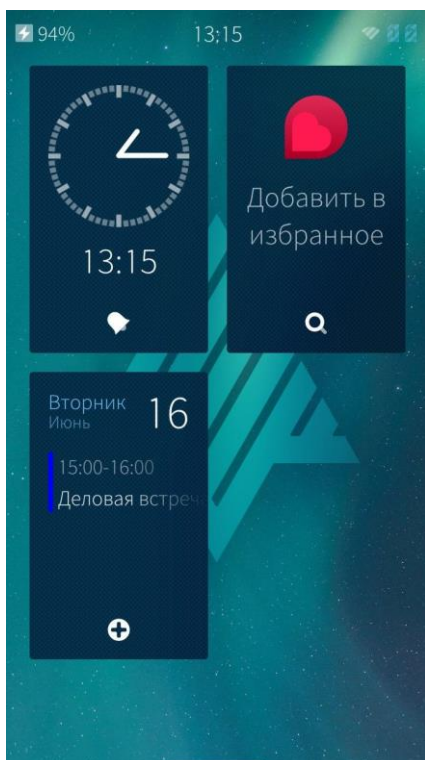 94%
13:15
13:15
Добавить в
избранное
Вторник
16
Июнь
15:00-16:00
Деловая встреч